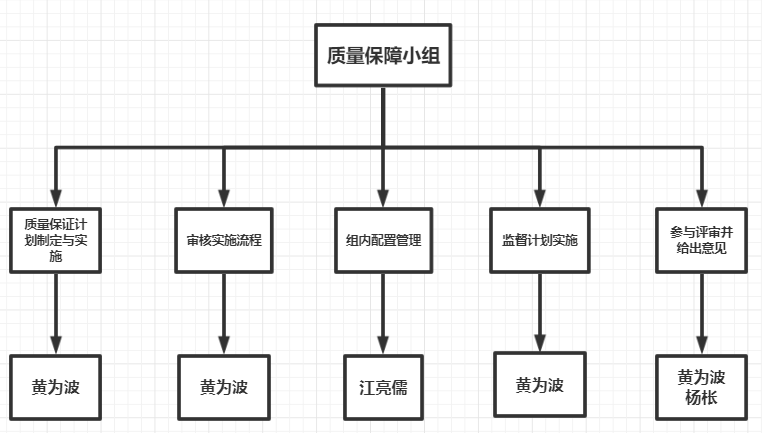 质量保障小组
质量保证计
划制定与实
施
审核实施流程
组内配置管理
监督计划实施
参与评审并
给出意见
黄为波
黄为波
江亮儒
黄为波
黄为波
杨枨